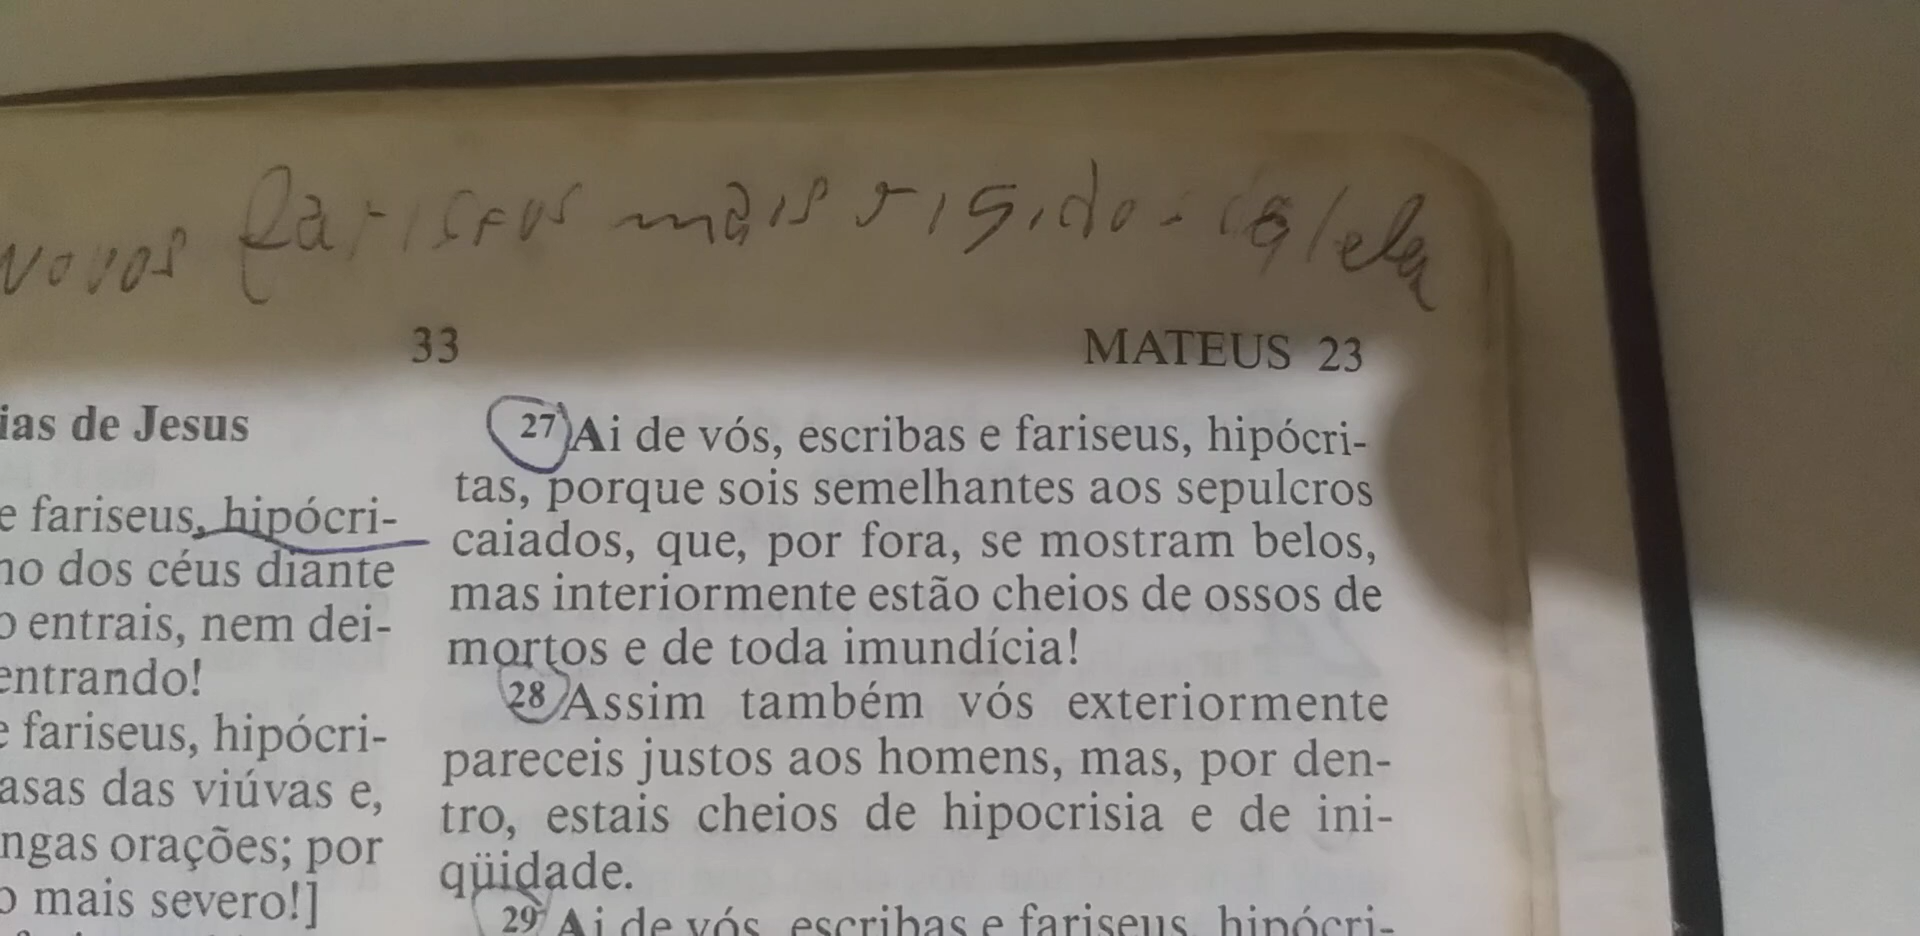 novos fariseus mais rigido
33
MATEUS 23
ias de Jesus
e fariseus, hipócri-
no dos céus diante
o entrais, nem dei-
entrando!
e fariseus, hipócri-
asas das viúvas e,
ngas orações; por
o mais severo!]
27 Ai de vós, escribas e fariseus, hipócri-
tas, porque sois semelhantes aos sepulcros
caiados, que, por fora, se mostram belos,
mas interiormente estão cheios de ossos de
mortos e de toda imundícia!
28 Assim também vós exteriormente
pareceis justos aos homens, mas, por den-
tro, estais cheios de hipocrisia e de ini-
qüidade.
29 Ai de vós, escribas e fariseus, hipócri-